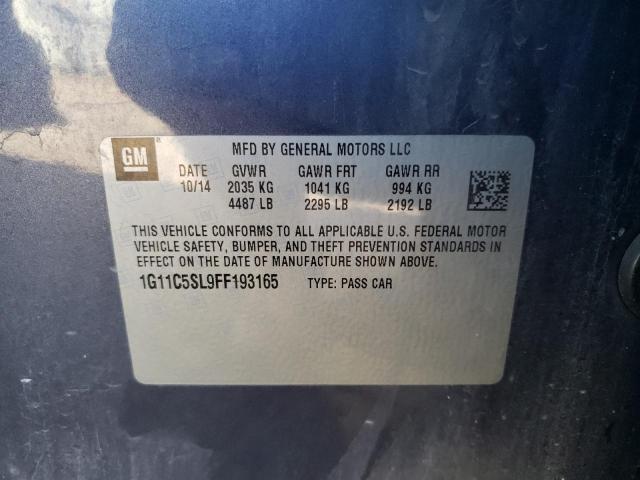 GM
MFD BY GENERAL MOTORS LLC
DATE GVWR GAWR FRT GAWR RR
10/14 2035 KG 1041 KG 994 KG
4487 LB 2295 LB 2192 LB
THIS VEHICLE CONFORMS TO ALL APPLICABLE U.S. FEDERAL MOTOR
VEHICLE SAFETY, BUMPER, AND THEFT PREVENTION STANDARDS IN
EFFECT ON THE DATE OF MANUFACTURE SHOWN ABOVE.
1G11C5SL9FF193165 TYPE: PASS CAR